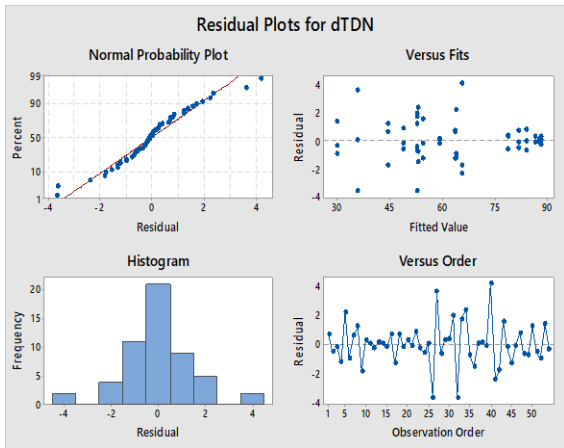 Residual Plots for dTDN
Normal Probability Plot
99
90
50
10
1
Percent
-4 -2 0 2 4
Residual
Versus Fits
4
2
0
-2
-4
Residual
30 45 60 75 90
Fitted Value
Histogram
20
15
10
5
0
Frequency
-4 -2 0 2 4
Residual
Versus Order
4
2
0
-2
-4
Residual
1 5 10 15 20 25 30 35 40 45 50
Observation Order